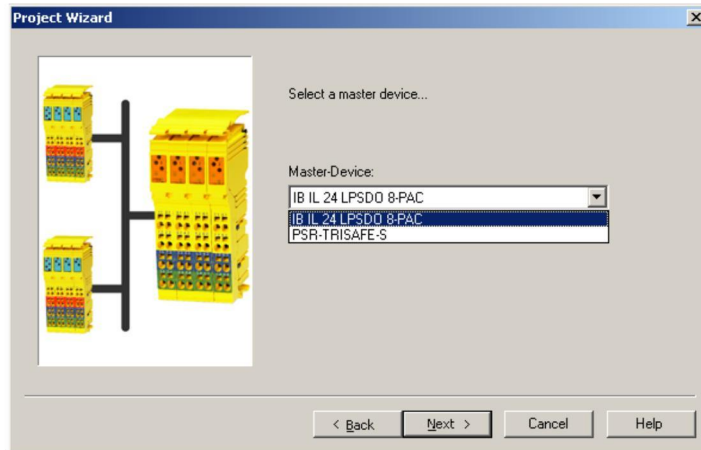 Project Wizard
Select a master device...
Master-Device:
IB IL 24 LPSDO 8-PAC
IB IL 24 LPSDO 8-PAC
PSR-TRISAFE-S
< Back
Next >
Cancel
Help